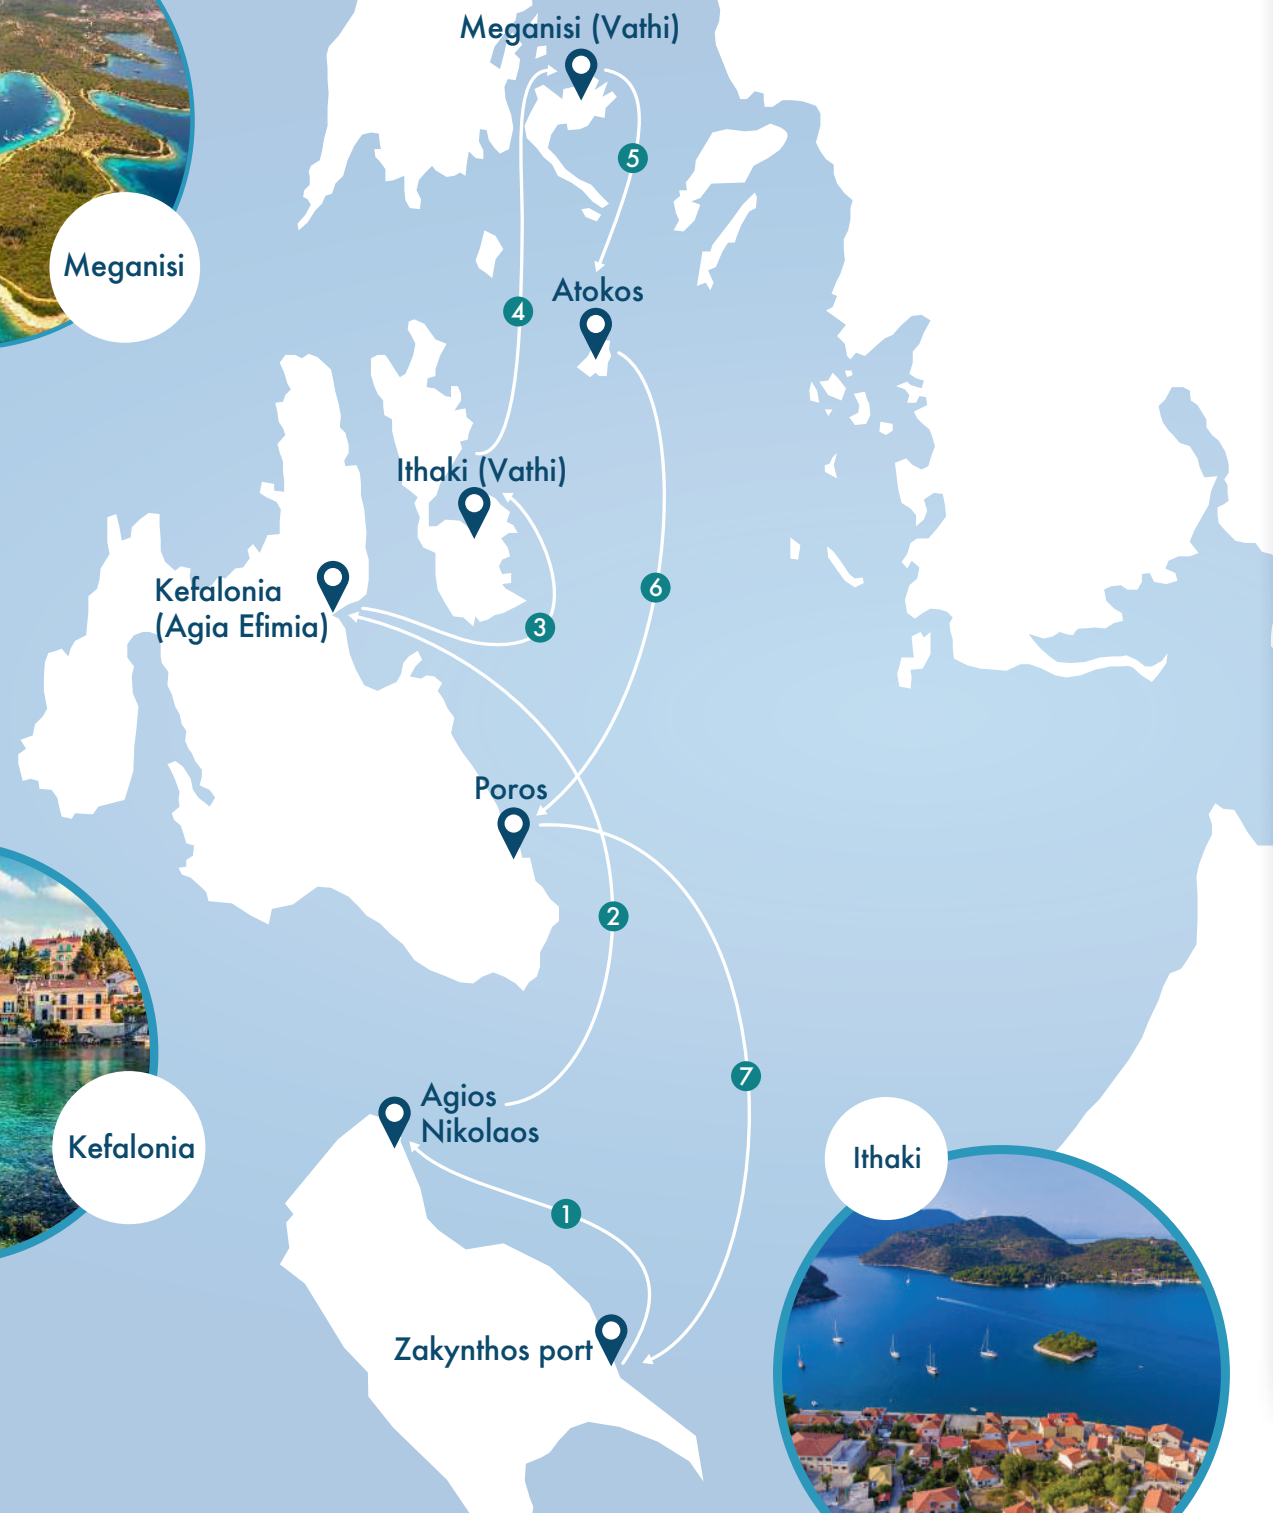 Meganisi (Vathi)
5
Meganisi
4
Atokos
Ithaki (Vathi)
Kefalonia
(Agia Efimia)
3
6
Poros
2
7
Agios
Nikolaos
Kefalonia
Ithaki
1
Zakynthos port